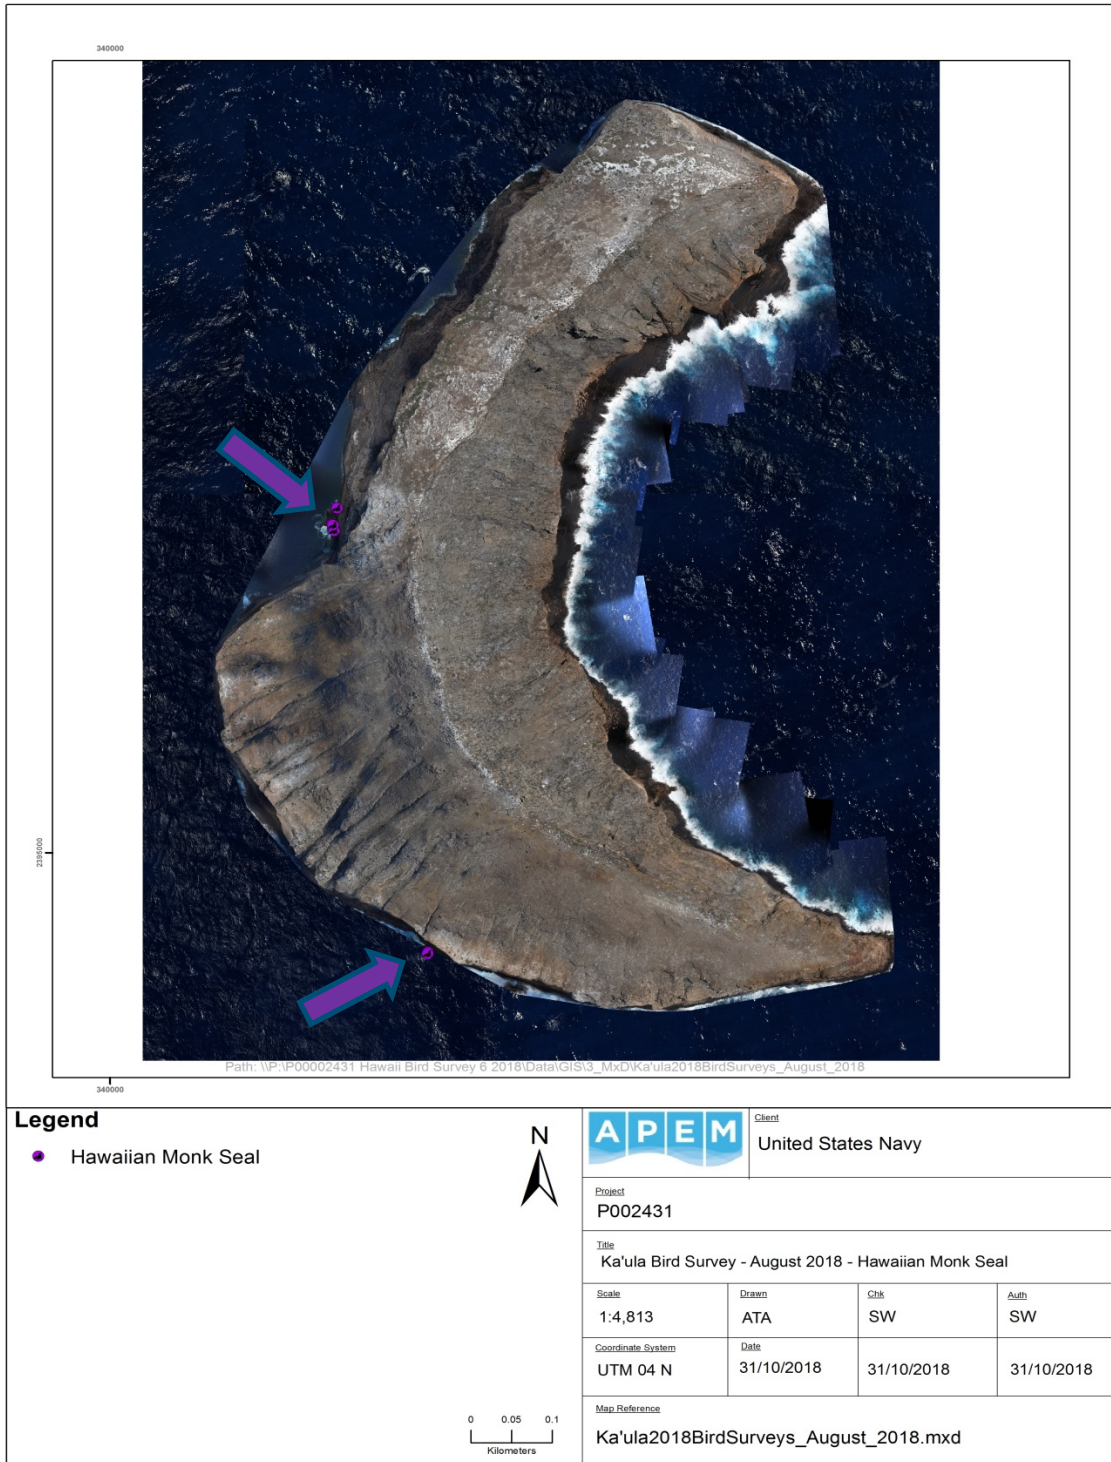 340000
2395000
Path: \\P:\P00002431 Hawaii Bird Survey 6 2018\Data\GIS\3_MxD\Ka'ula2018BirdSurveys_August_2018
340000
Legend
Hawaiian Monk Seal
N
0 0.05 0.1
Kilometers
APEM
Client
United States Navy
Project
P002431
Title
Ka'ula Bird Survey - August 2018 - Hawaiian Monk Seal
Scale
1:4,813
Drawn
ATA
Chk
SW
Auth
SW
Coordinate System
UTM 04 N
Date
31/10/2018
31/10/2018
31/10/2018
Map Reference
Ka'ula2018BirdSurveys_August_2018.mxd